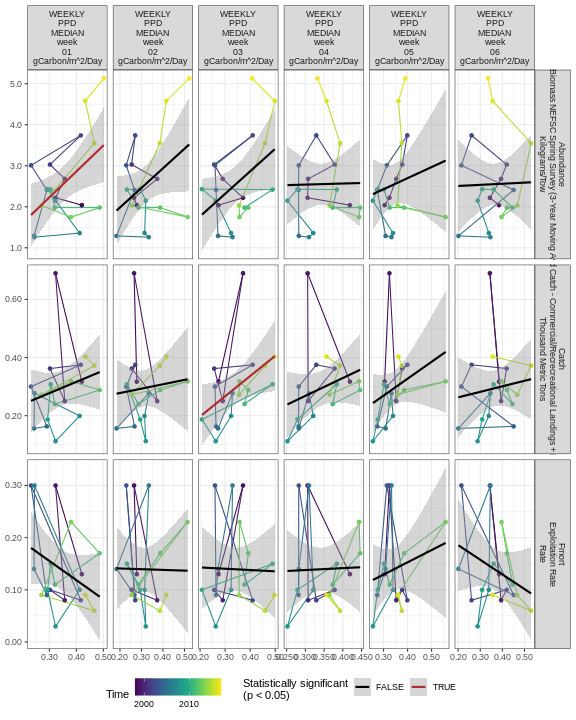 WEEKLY PPD MEDIAN week 01 gCarbon/m^2/Day
WEEKLY PPD MEDIAN week 02 gCarbon/m^2/Day
WEEKLY PPD MEDIAN week 03 gCarbon/m^2/Day
WEEKLY PPD MEDIAN week 04 gCarbon/m^2/Day
WEEKLY PPD MEDIAN week 05 gCarbon/m^2/Day
WEEKLY PPD MEDIAN week 06 gCarbon/m^2/Day
5.0
4.0
3.0
2.0
1.0
Abundance
Biomass NEFSC Spring Survey (3-Year Moving
Kilograms/tow
0.60
0.40
0.20
Catch
Catch - Commercial/Recreational Landings +
Thousand Metric Tons
0.30
0.20
0.10
0.00
Fmort
Exploitation Rate
Rate
0.30 0.40 0.50
0.20 0.30 0.40 0.50
0.20 0.30 0.40 0.50
0.250 0.300 0.350 0.400 0.450
0.30 0.40 0.50
0.20 0.30 0.40 0.50
Time
2000 2010
Statistically significant
(p < 0.05)
FALSE
TRUE